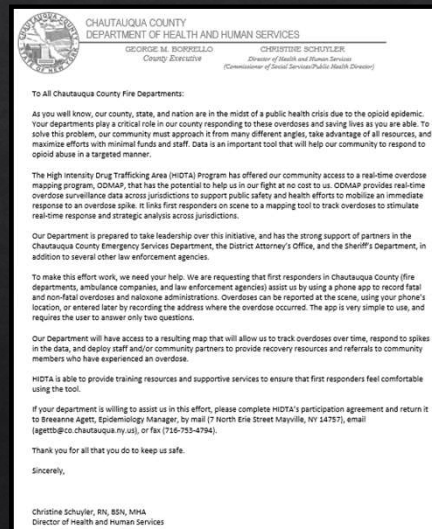 CHAUTAUQUA COUNTY
DEPARTMENT OF HEALTH AND HUMAN SERVICES
GEORGE M. BORRELLO
County Executive
CHRISTINE SCHUYLER
Director of Health and Human Services
(Commissioner of Social Services/Public Health Director)
To All Chautauqua County Fire Departments:
As you well know, our county, state, and nation are in the midst of a public health crisis due to the opioid epidemic.
Your departments play a critical role in our county responding to these overdoses and saving lives as you are able. To
solve this problem, our community must approach it from many different angles, take advantage of all resources, and
maximize efforts with minimal funds and staff. Data is an important tool that will help our community to respond to
opioid abuse in a targeted manner.
The High Intensity Drug Trafficking Area (HIDTA) Program has offered our community access to a real-time overdose
mapping program, ODMAP, that has the potential to help us in our fight at no cost to us. ODMAP provides real-time
overdose surveillance data across jurisdictions to support public safety and health efforts to mobilize an immediate
response to an overdose spike. It links first responders on scene to a mapping tool to track overdoses to stimulate
real-time response and strategic analysis across jurisdictions.
Our Department is prepared to take leadership over this initiative, and has the strong support of partners in the
Chautauqua County Emergency Services Department, the District Attorney's Office, and the Sheriff's Department, in
addition to several other law enforcement agencies.
To make this effort work, we need your help. We are requesting that first responders in Chautauqua County (fire
departments, ambulance companies, and law enforcement agencies) assist us by using a phone app to record fatal
and non-fatal overdoses and naloxone administrations. Overdoses can be reported at the scene, using your phone's
location, or entered later by recording the address where the overdose occurred. The app is very simple to use, and
requires the user to answer only two questions.
Our Department will have access to a resulting map that will allow us to track overdoses over time, respond to spikes
in the data, and deploy staff and/or community partners to provide recovery resources and referrals to community
members who have experienced an overdose.
HIDTA is able to provide training resources and supportive services to ensure that first responders feel comfortable
using the tool.
If your department is willing to assist us in this effort, please complete HIDTA's participation agreement and return it
to Breeanne Agett, Epidemiology Manager, by mail (7 North Erie Street Mayville, NY 14757), email
(agettb@co.chautauqua.ny.us), or fax (716-753-4794).
Thank you for all that you do to keep us safe.
Sincerely,
Christine Schuyler, RN, BSN, MHA
Director of Health and Human Services